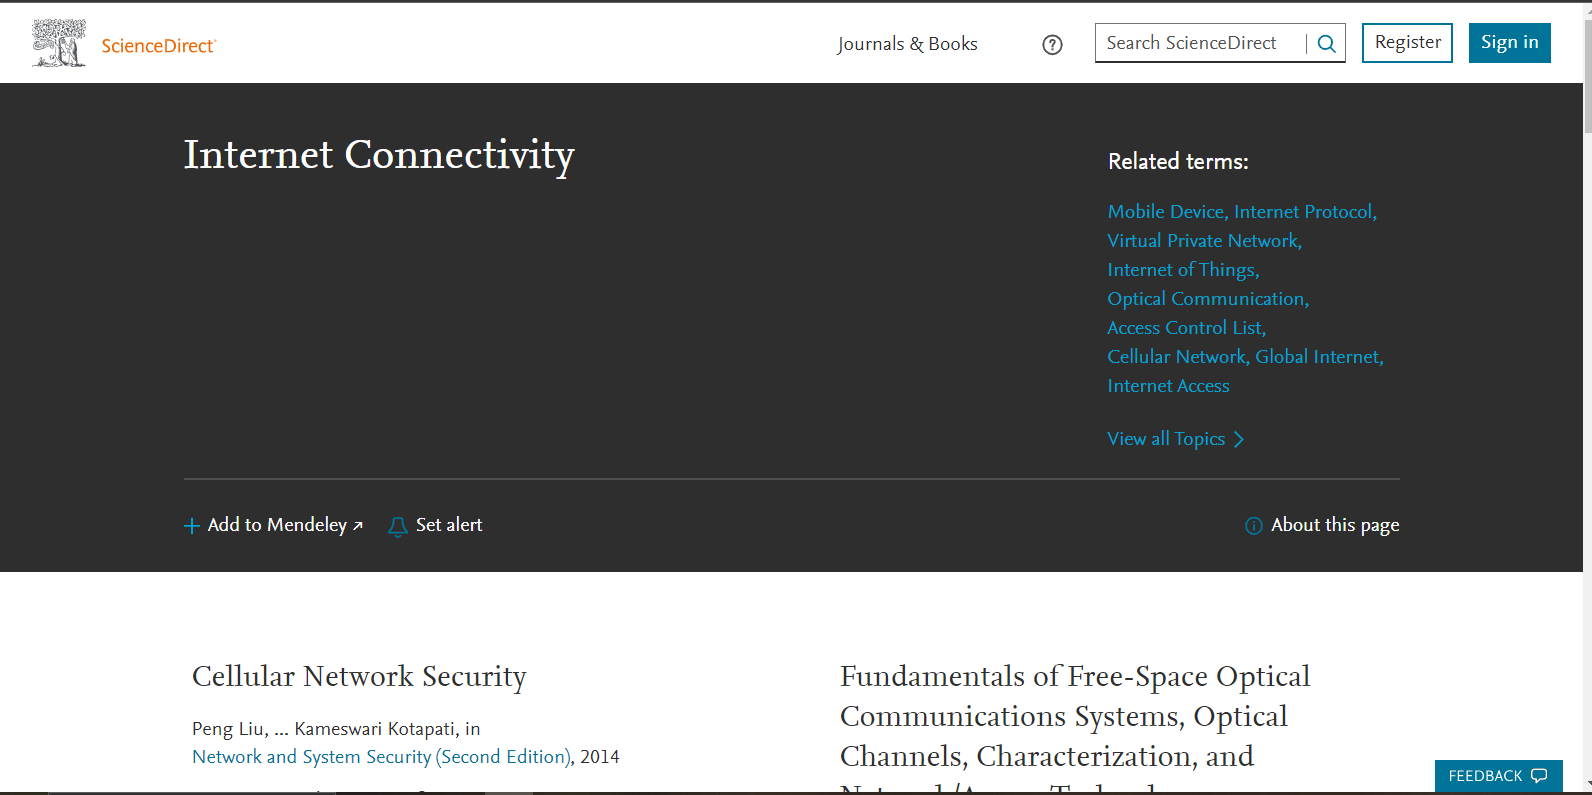 ScienceDirect
Journals & Books
Search ScienceDirect
Register
Sign in
Internet Connectivity
Related terms:
Mobile Device, Internet Protocol,
Virtual Private Network,
Internet of Things,
Optical Communication,
Access Control List,
Cellular Network, Global Internet,
Internet Access
View all Topics
Add to Mendeley
Set alert
About this page
Cellular Network Security
Peng Liu, ... Kameswari Kotapati, in
Network and System Security (Second Edition), 2014
Fundamentals of Free-Space Optical
Communications Systems, Optical
Channels, Characterization, and
FEEDBACK